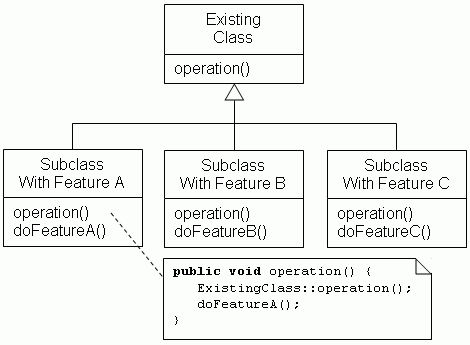 Existing
Class
operation()
Subclass
With Feature A
operation()
doFeatureA()
Subclass
With Feature B
operation()
doFeatureB()
Subclass
With Feature C
operation()
doFeatureC()
public void operation() {
ExistingClass::operation();
doFeatureA();
}